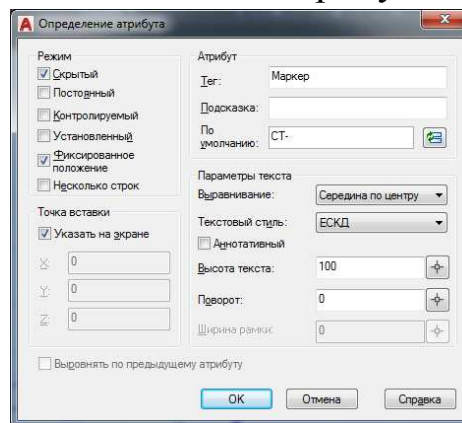 Определение атрибута
Режим
Скрытый
Постоянный
Контролируемый
Установленный
Фиксированное
положение
Несколько строк
Точка вставки
Указать на экране
X: 0
Y: 0
Z: 0
Атрибут
Тег: Маркер
Подсказка:
По
умолчанию: СТ-
Параметры текста
Выравнивание: Середина по центру
Текстовый стиль: ЕСКД
Аннотативный
Высота текста: 100
Поворот: 0
Ширина рамки: 0
Выровнять по предыдущему атрибуту
ОК Отмена Справка